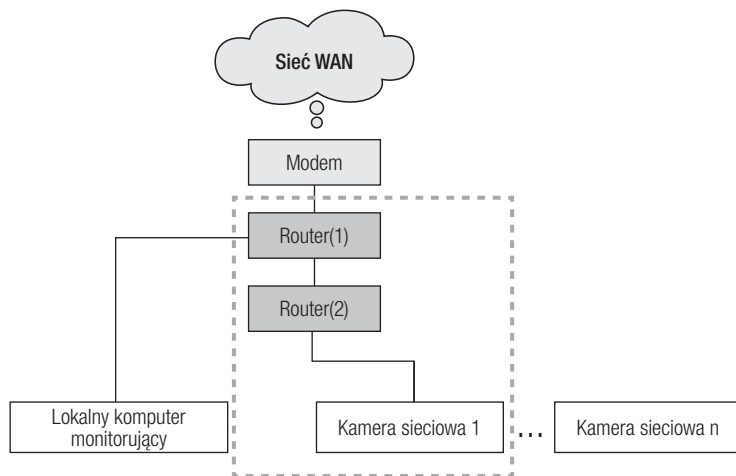 Sieć WAN
Modem
Router(1)
Router(2)
Lokalny komputer
monitorujący
Kamera sieciowa 1
...
Kamera sieciowa n